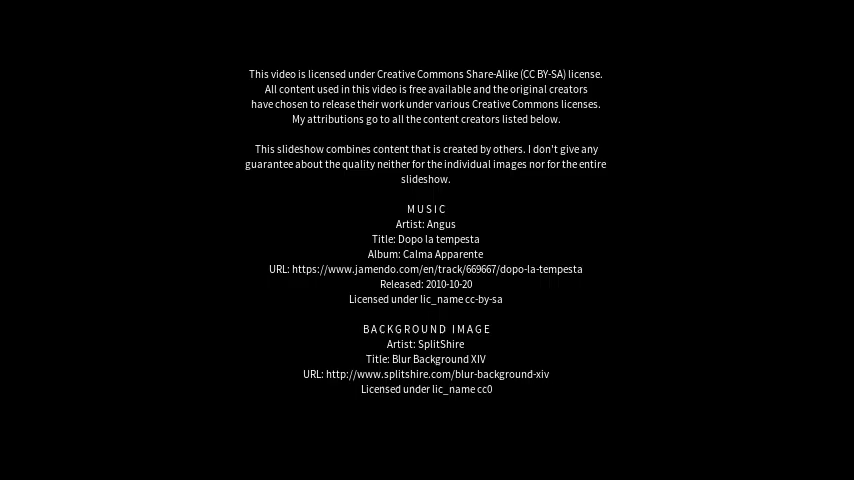 This video is licensed under Creative Commons Share-Alike (CC BY-SA) license.
All content used in this video is free available and the original creators
have chosen to release their work under various Creative Commons licenses.
My attributions go to all the content creators listed below.
This slideshow combines content that is created by others. I don't give any
guarantee about the quality neither for the individual images nor for the entire
slideshow.
MUSIC
Artist: Angus
Title: Dopo la tempesta
Album: Calma Apparente
URL: https://www.jamendo.com/en/track/669667/dopo-la-tempesta
Released: 2010-10-20
Licensed under lic_name cc-by-sa
BACKGROUND IMAGE
Artist: SplitShire
Title: Blur Background XIV
URL: http://www.splitshire.com/blur-background-xiv
Licensed under lic_name cc0